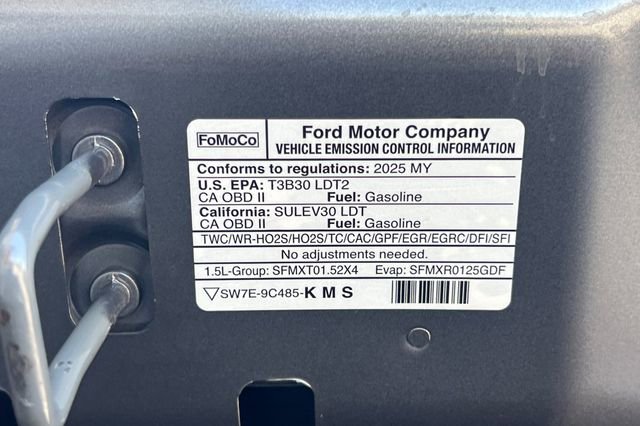 FoMoCo
Ford Motor Company
VEHICLE EMISSION CONTROL INFORMATION
Conforms to regulations: 2025 MY
U.S. EPA: T3B30 LDT2
CA OBD II Fuel: Gasoline
California: SULEV30 LDT
CA OBD II Fuel: Gasoline
TWC/WR-HO2S/HO2S/TC/CAC/GPF/EGR/EGRC/DFI/SFI
No adjustments needed.
1.5L-Group: SFMXT01.52X4 Evap: SFMXR0125GDF
SW7E-9C485-K M S